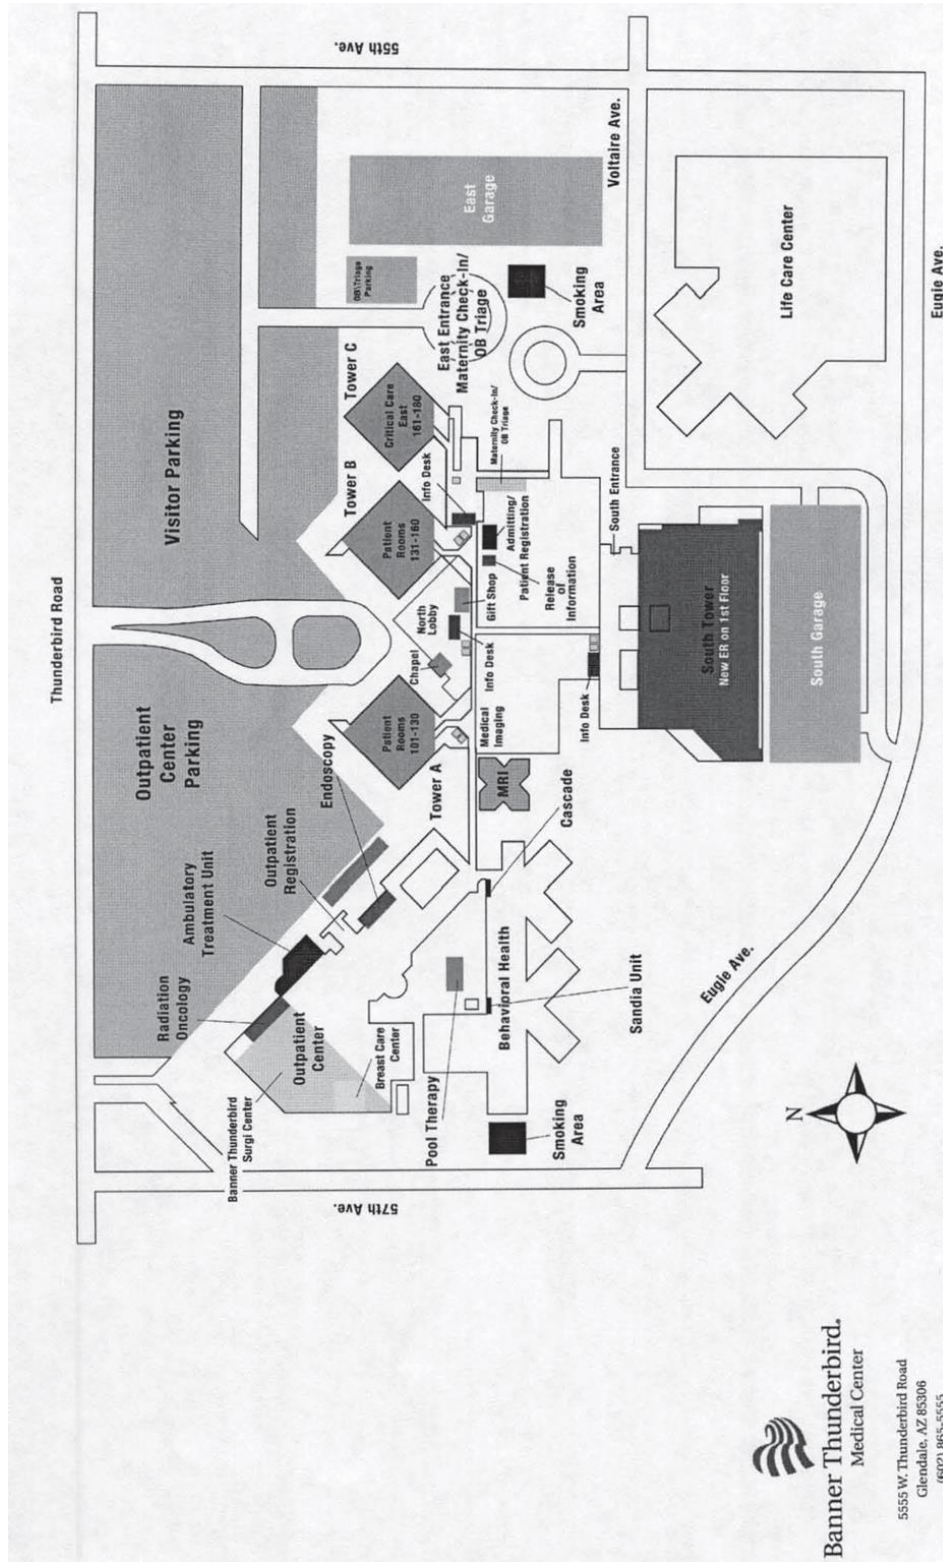 Thunderbird Road
55th Ave.
Visitor Parking
Outpatient
Center
Parking
OB\Triage
Parking
East
Garage
Voltaire Ave.
East Entrance
Maternity Check-In/
OB Triage
Smoking
Area
Tower C
Critical Care
East
161-180
Tower B
Patient
Rooms
131-160
Info Desk
Maternity Check-In/
OB Triage
Admitting/
Patient Registration
Release
of
Information
Gift Shop
North
Lobby
Info Desk
Chapel
Patient
Rooms
101-130
Tower A
Medical
Imaging
MRI
Info Desk
South Entrance
South Tower
New ER on 1st Floor
South Garage
Life Care Center
Eugie Ave.
Endoscopy
Outpatient
Registration
Ambulatory
Treatment Unit
Radiation
Oncology
Outpatient
Center
Breast Care
Center
Banner Thunderbird
Surgi Center
Pool Therapy
Behavioral Health
Cascade
Sandia Unit
Smoking
Area
Eugie Ave.
57th Ave.
N
Banner Thunderbird.
Medical Center
5555 W. Thunderbird Road
Glendale, AZ 85306
(602) 865-5555